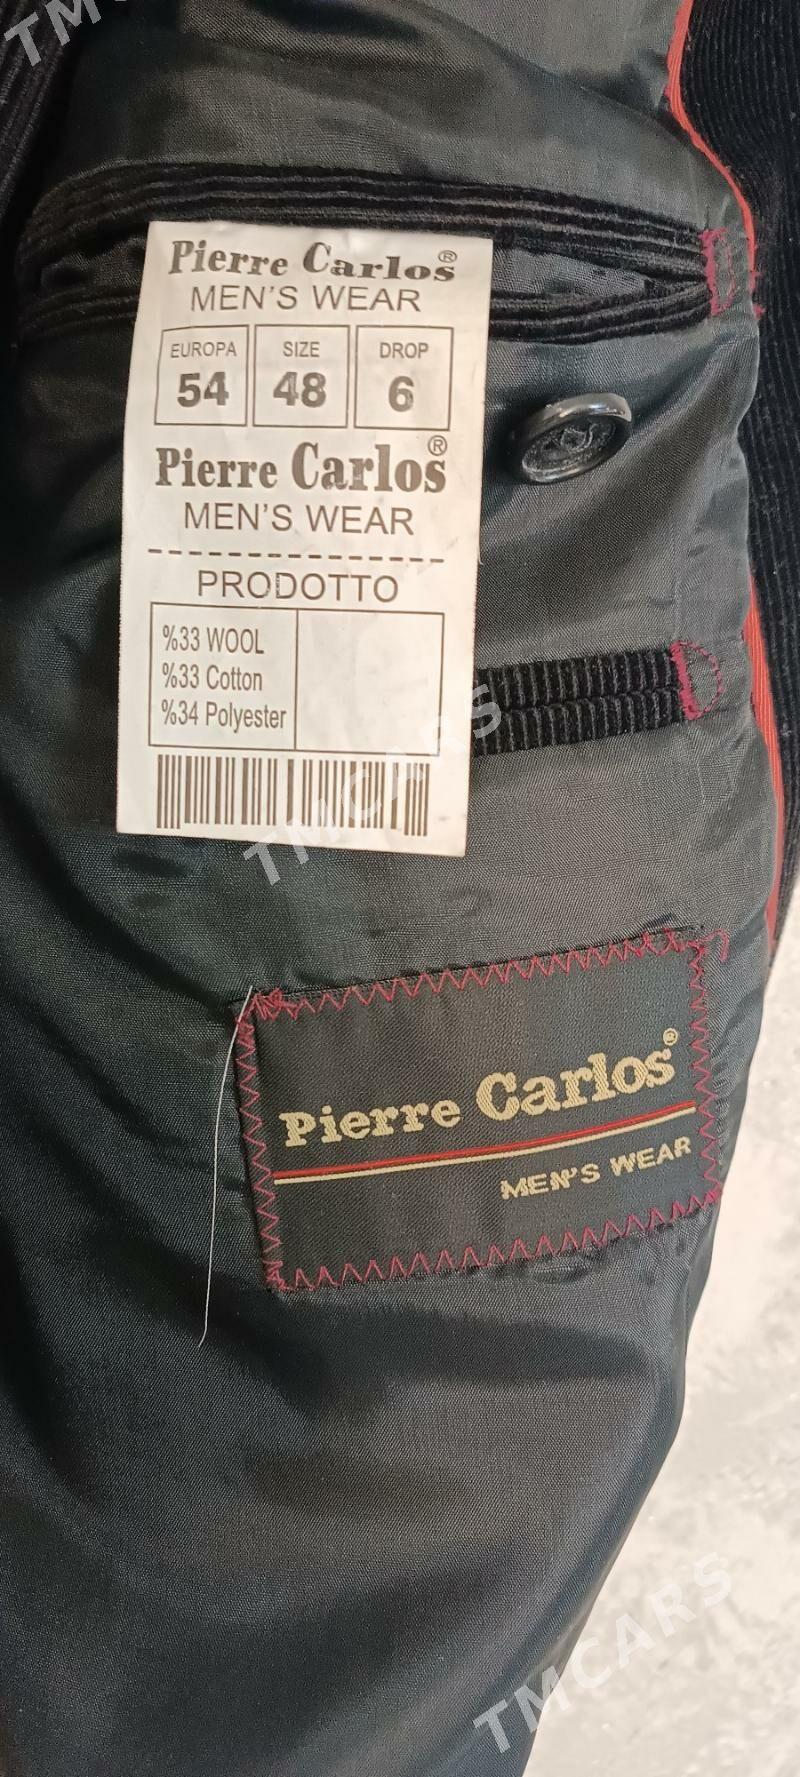 TMCARS
Pierre Carlos®
MEN'S WEAR
EUROPA SIZE DROP
54 48 6
Pierre Carlos®
MEN'S WEAR
PRODOTTO
%33 WOOL
%33 Cotton
%34 Polyester
TMCARS
Pierre Carlos®
MEN'S WEAR
TMCARS